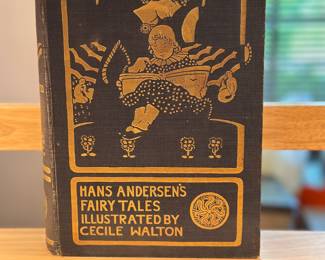 HANS ANDERSEN'S
FAIRY TALES
ILLUSTRATED BY
CECILE WALTON